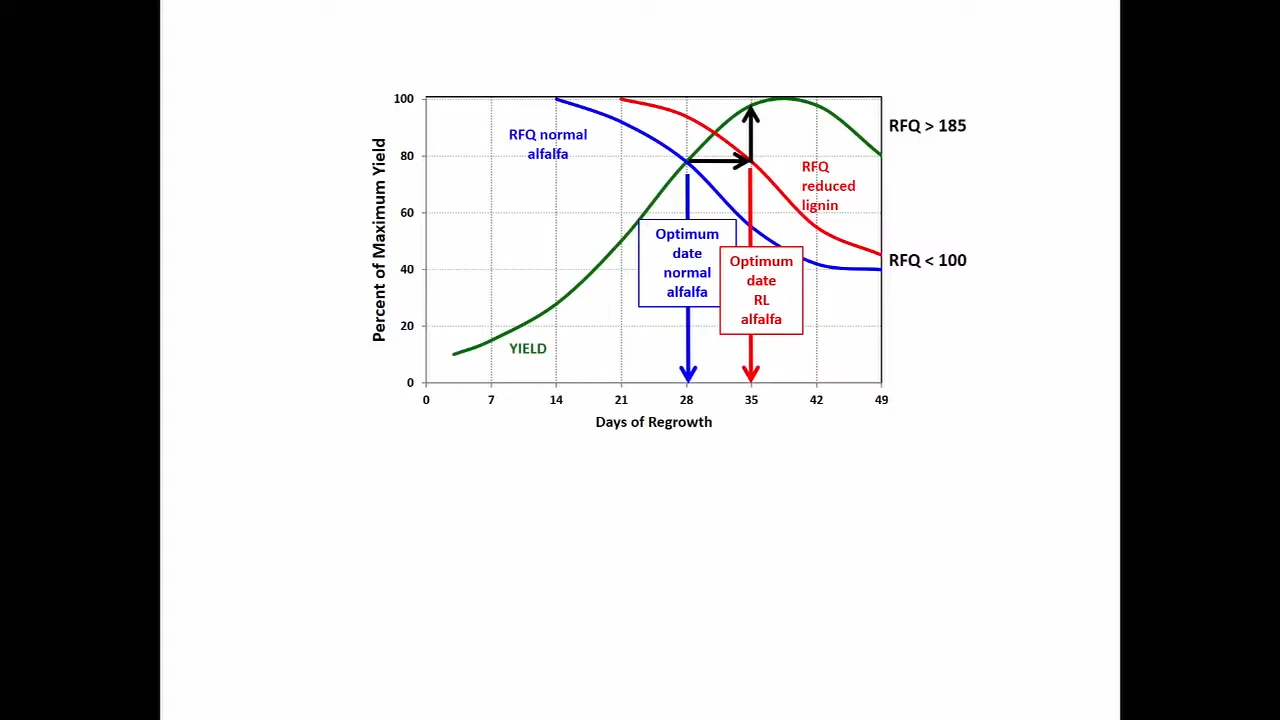 Percent of Maximum Yield
100
80
60
40
20
0
RFQ normal
alfalfa
YIELD
Optimum
date
normal
alfalfa
Optimum
date
RL
alfalfa
RFQ
reduced
lignin
RFQ > 185
RFQ < 100
0 7 14 21 28 35 42 49
Days of Regrowth